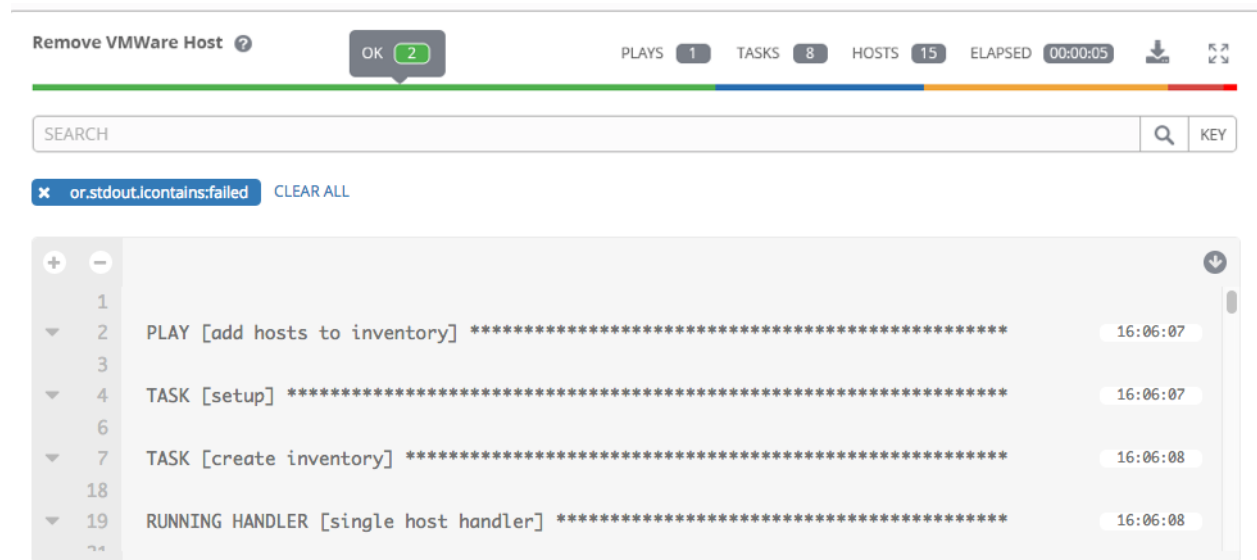 Remove VMWare Host
OK 2
PLAYS 1 TASKS 8 HOSTS 15 ELAPSED 00:00:05
SEARCH
KEY
or.stdout.icontains:failed CLEAR ALL
1
2 PLAY [add hosts to inventory] ************************************************** 16:06:07
3
4 TASK [setup] ******************************************************************* 16:06:07
6
7 TASK [create inventory] ******************************************************** 16:06:08
18
19 RUNNING HANDLER [single host handler] ****************************************** 16:06:08